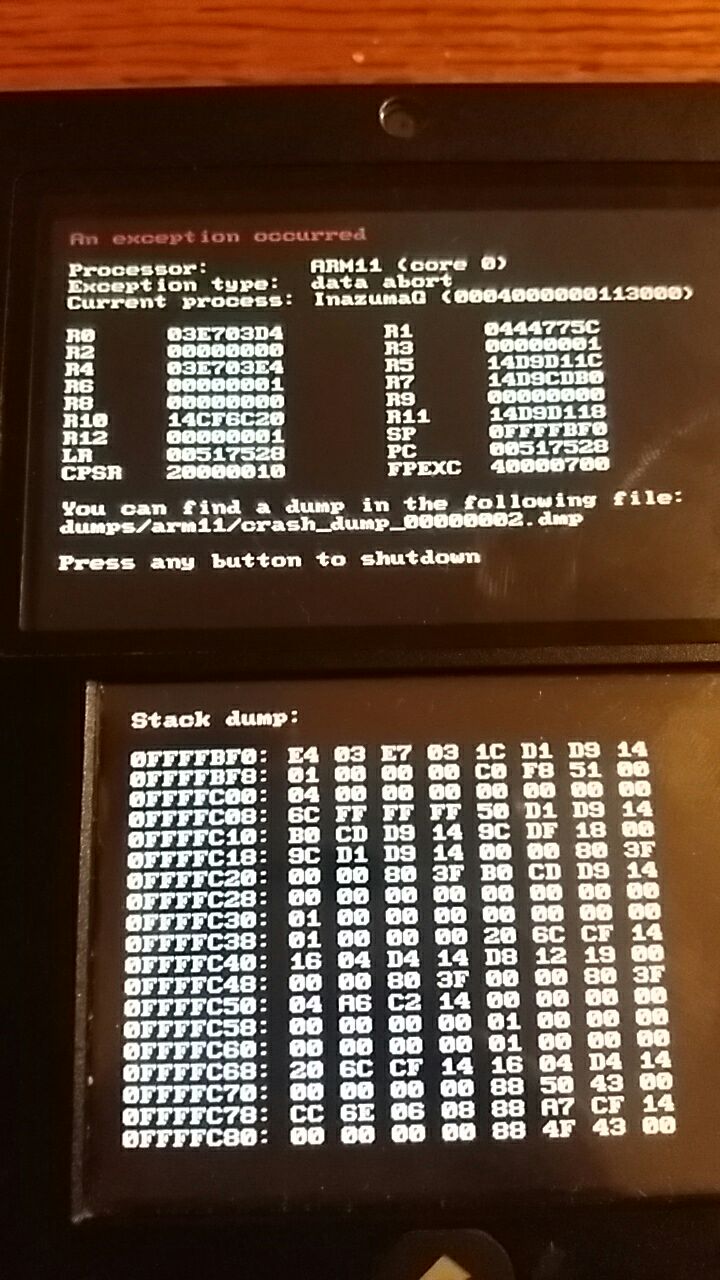 An exception occurred
Processor: ARM11 (core 0)
Exception type: data abort
Current process: InazumaG (0004000000113000)
R0 03E703D4 R1 0444775C
R2 00000000 R3 00000001
R4 03E703E4 R5 14D9D11C
R6 00000001 R7 14D9CDB0
R8 00000000 R9 00000000
R10 14CF6C20 R11 14D9D118
R12 00000001 SP 0FFFFBF0
LR 00517528 PC 00517528
CPSR 20000010 FPEXC 40000700
You can find a dump in the following file:
dumps/arm11/crash_dump_00000002.dmp
Press any button to shutdown
Stack dump:
0FFFFBF0: E4 03 E7 03 1C D1 D9 14
0FFFFBF8: 01 00 00 00 C0 F8 51 00
0FFFFC00: 04 00 00 00 00 00 00 00
0FFFFC08: 6C FF FF FF 50 D1 D9 14
0FFFFC10: B0 CD D9 14 9C DF 18 00
0FFFFC18: 9C D1 D9 14 00 00 80 3F
0FFFFC20: 00 00 80 3F B0 CD D9 14
0FFFFC28: 00 00 00 00 00 00 00 00
0FFFFC30: 01 00 00 00 00 00 00 00
0FFFFC38: 01 00 00 00 20 6C CF 14
0FFFFC40: 16 04 D4 14 D8 12 19 00
0FFFFC48: 00 00 80 3F 00 00 80 3F
0FFFFC50: 04 A6 C2 14 00 00 00 00
0FFFFC58: 00 00 00 00 01 00 00 00
0FFFFC60: 00 00 00 00 01 00 00 00
0FFFFC68: 20 6C CF 14 16 04 D4 14
0FFFFC70: 00 00 00 00 88 50 43 00
0FFFFC78: CC 6E 06 08 88 A7 CF 14
0FFFFC80: 00 00 00 00 88 4F 43 00